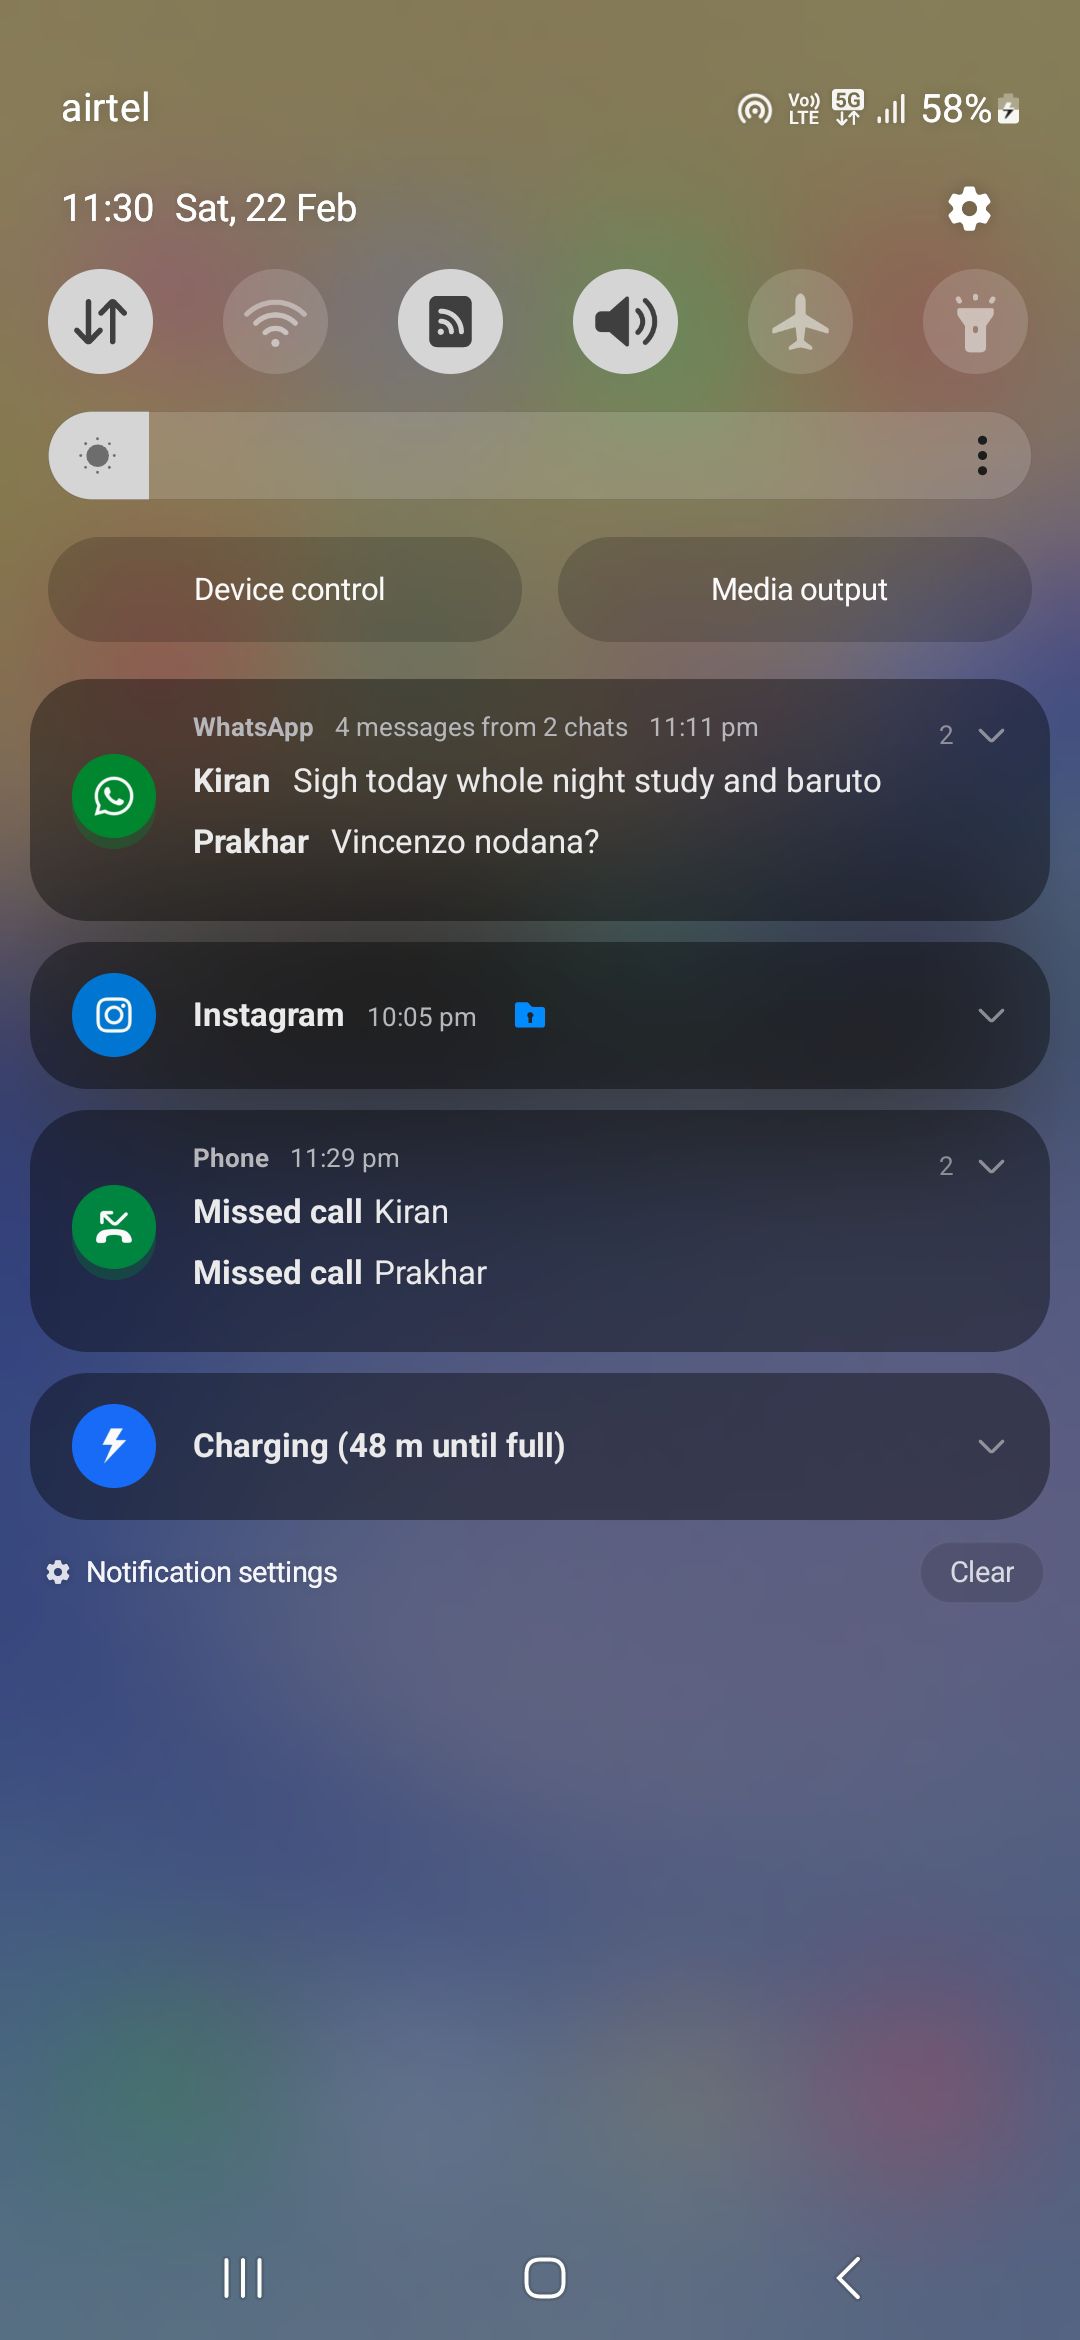 airtel Vo)) LTE 5G 58%
11:30 Sat, 22 Feb
Device control Media output
WhatsApp 4 messages from 2 chats 11:11 pm 2
Kiran Sigh today whole night study and baruto
Prakhar Vincenzo nodana?
Instagram 10:05 pm
Phone 11:29 pm 2
Missed call Kiran
Missed call Prakhar
Charging (48 m until full)
Notification settings Clear